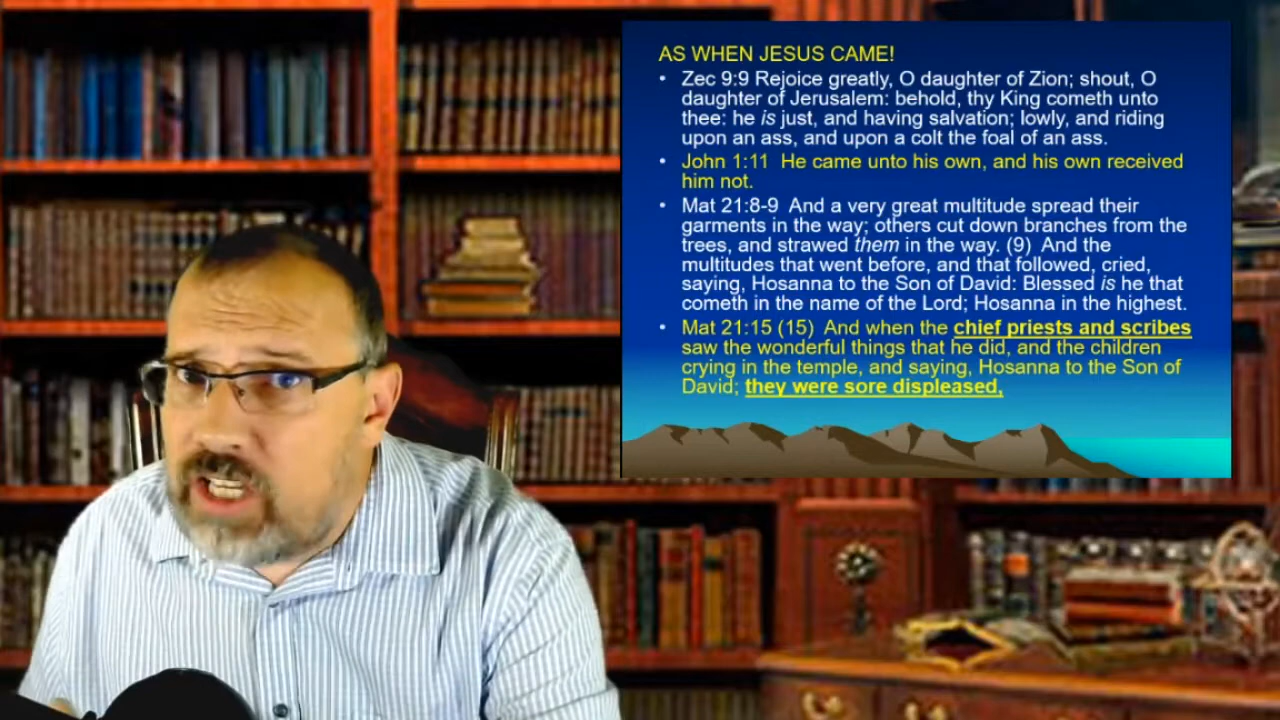 AS WHEN JESUS CAME!
• Zec 9:9 Rejoice greatly, O daughter of Zion; shout, O
daughter of Jerusalem: behold, thy King cometh unto
thee: he is just, and having salvation; lowly, and riding
upon an ass, and upon a colt the foal of an ass.
• John 1:11 He came unto his own, and his own received
him not.
• Mat 21:8-9 And a very great multitude spread their
garments in the way; others cut down branches from the
trees, and strawed them in the way. (9) And the
multitudes that went before, and that followed, cried,
saying, Hosanna to the Son of David: Blessed is he that
cometh in the name of the Lord; Hosanna in the highest.
• Mat 21:15 (15) And when the chief priests and scribes
saw the wonderful things that he did, and the children
crying in the temple, and saying, Hosanna to the Son of
David; they were sore displeased,